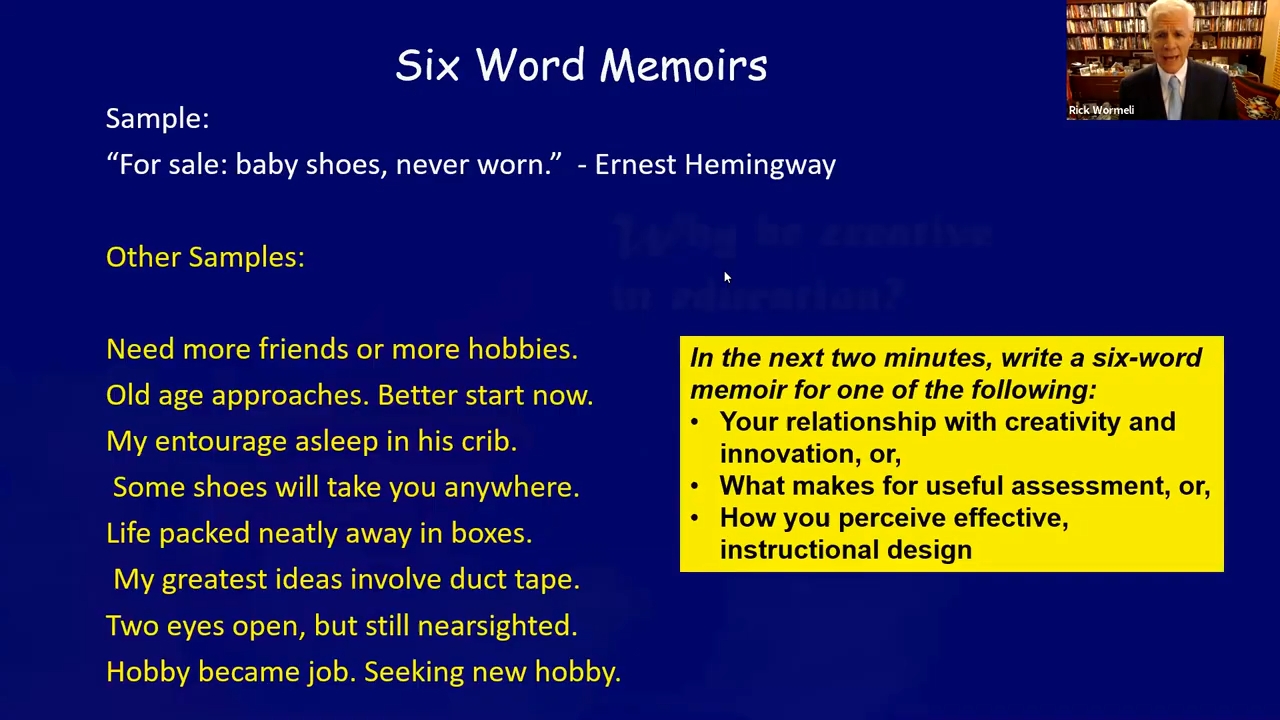 Six Word Memoirs
Rick Wormeli
Sample:
“For sale: baby shoes, never worn.” - Ernest Hemingway
?Why be creative
in education?
Other Samples:
Need more friends or more hobbies.
Old age approaches. Better start now.
My entourage asleep in his crib.
Some shoes will take you anywhere.
Life packed neatly away in boxes.
My greatest ideas involve duct tape.
Two eyes open, but still nearsighted.
Hobby became job. Seeking new hobby.
In the next two minutes, write a six-word
memoir for one of the following:
• Your relationship with creativity and
innovation, or,
• What makes for useful assessment, or,
• How you perceive effective,
instructional design